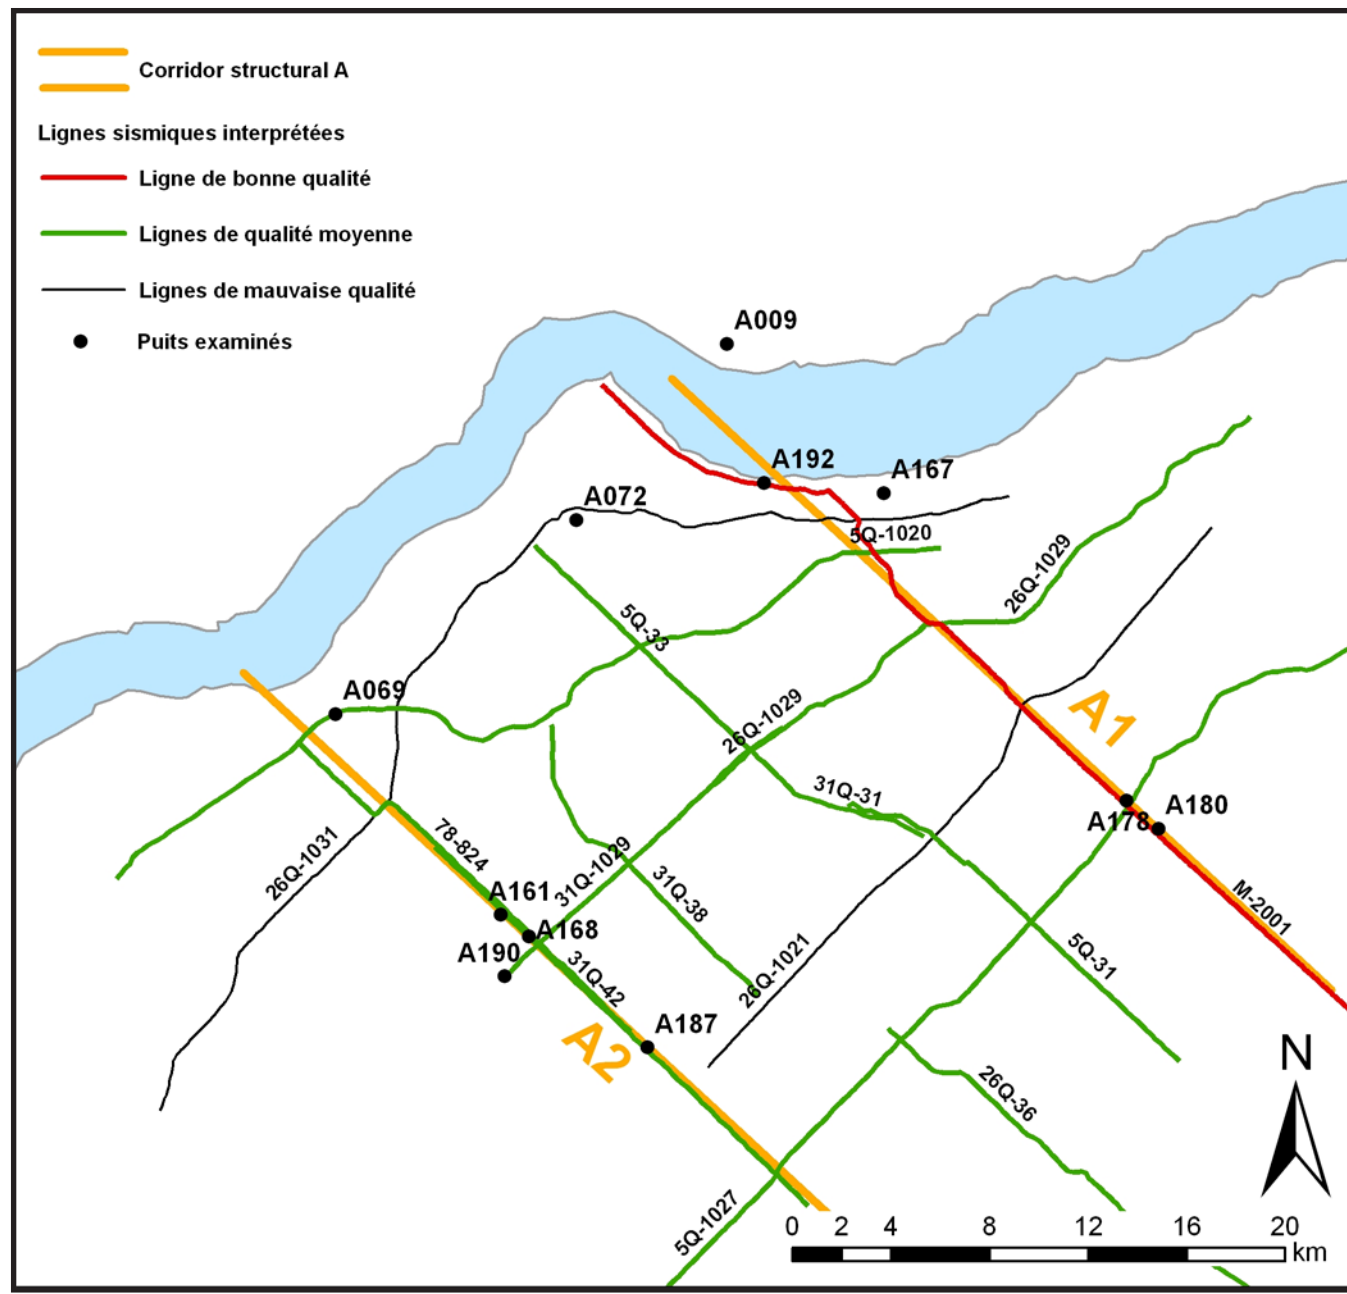 Corridor structural A
Lignes sismiques interprétées
Ligne de bonne qualité
Lignes de qualité moyenne
Lignes de mauvaise qualité
Puits examinés
A009
A192
A167
A072
5Q-1020
26Q-1029
5Q-33
A069
A1
26Q-1029
31Q-31
A180
A178
78-824
26Q-1031
31Q-1029
A161
31Q-38
M-2001
A168
A190
5Q-31
31Q-42
26Q-1021
A187
A2
N
26Q-36
5Q-1027
0 2 4 8 12 16 20
km